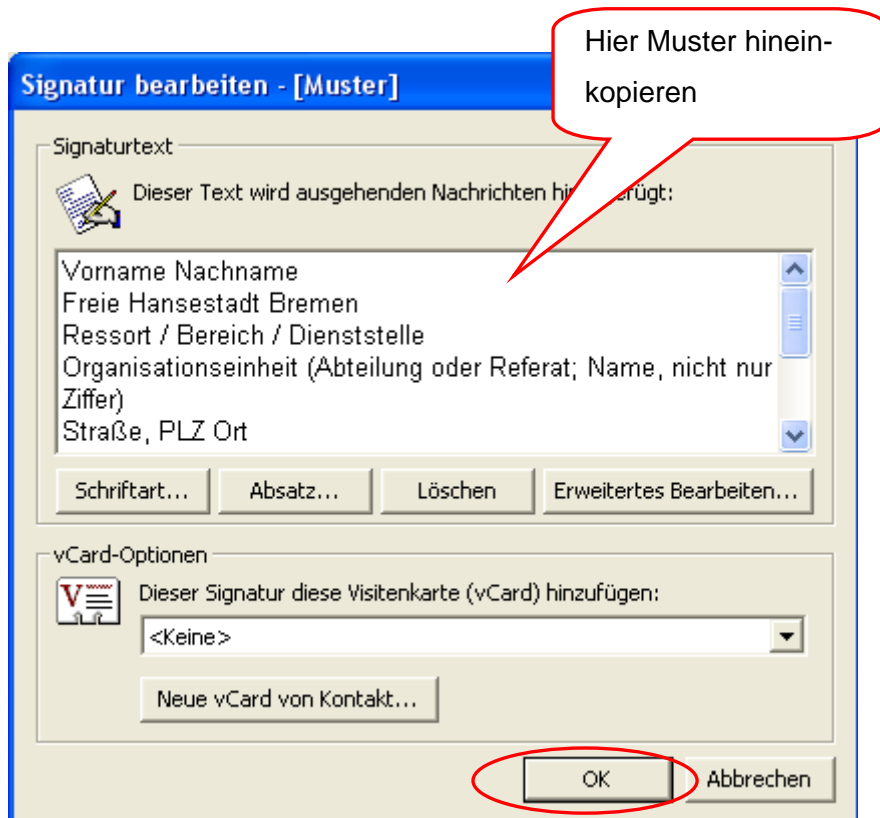 Hier Muster hinein-
kopieren
Signatur bearbeiten - [Muster]
Signaturtext
Dieser Text wird ausgehenden Nachrichten
Vorname Nachname
Freie Hansestadt Bremen
Ressort / Bereich / Dienststelle
Organisationseinheit (Abteilung oder Referat; Name, nicht nur
Ziffer)
Straße, PLZ Ort
Schriftart... Absatz... Löschen Erweitertes Bearbeiten...
vCard-Optionen
Dieser Signatur diese Visitenkarte (vCard) hinzufügen:
<Keine>
Neue vCard von Kontakt...
OK Abbrechen